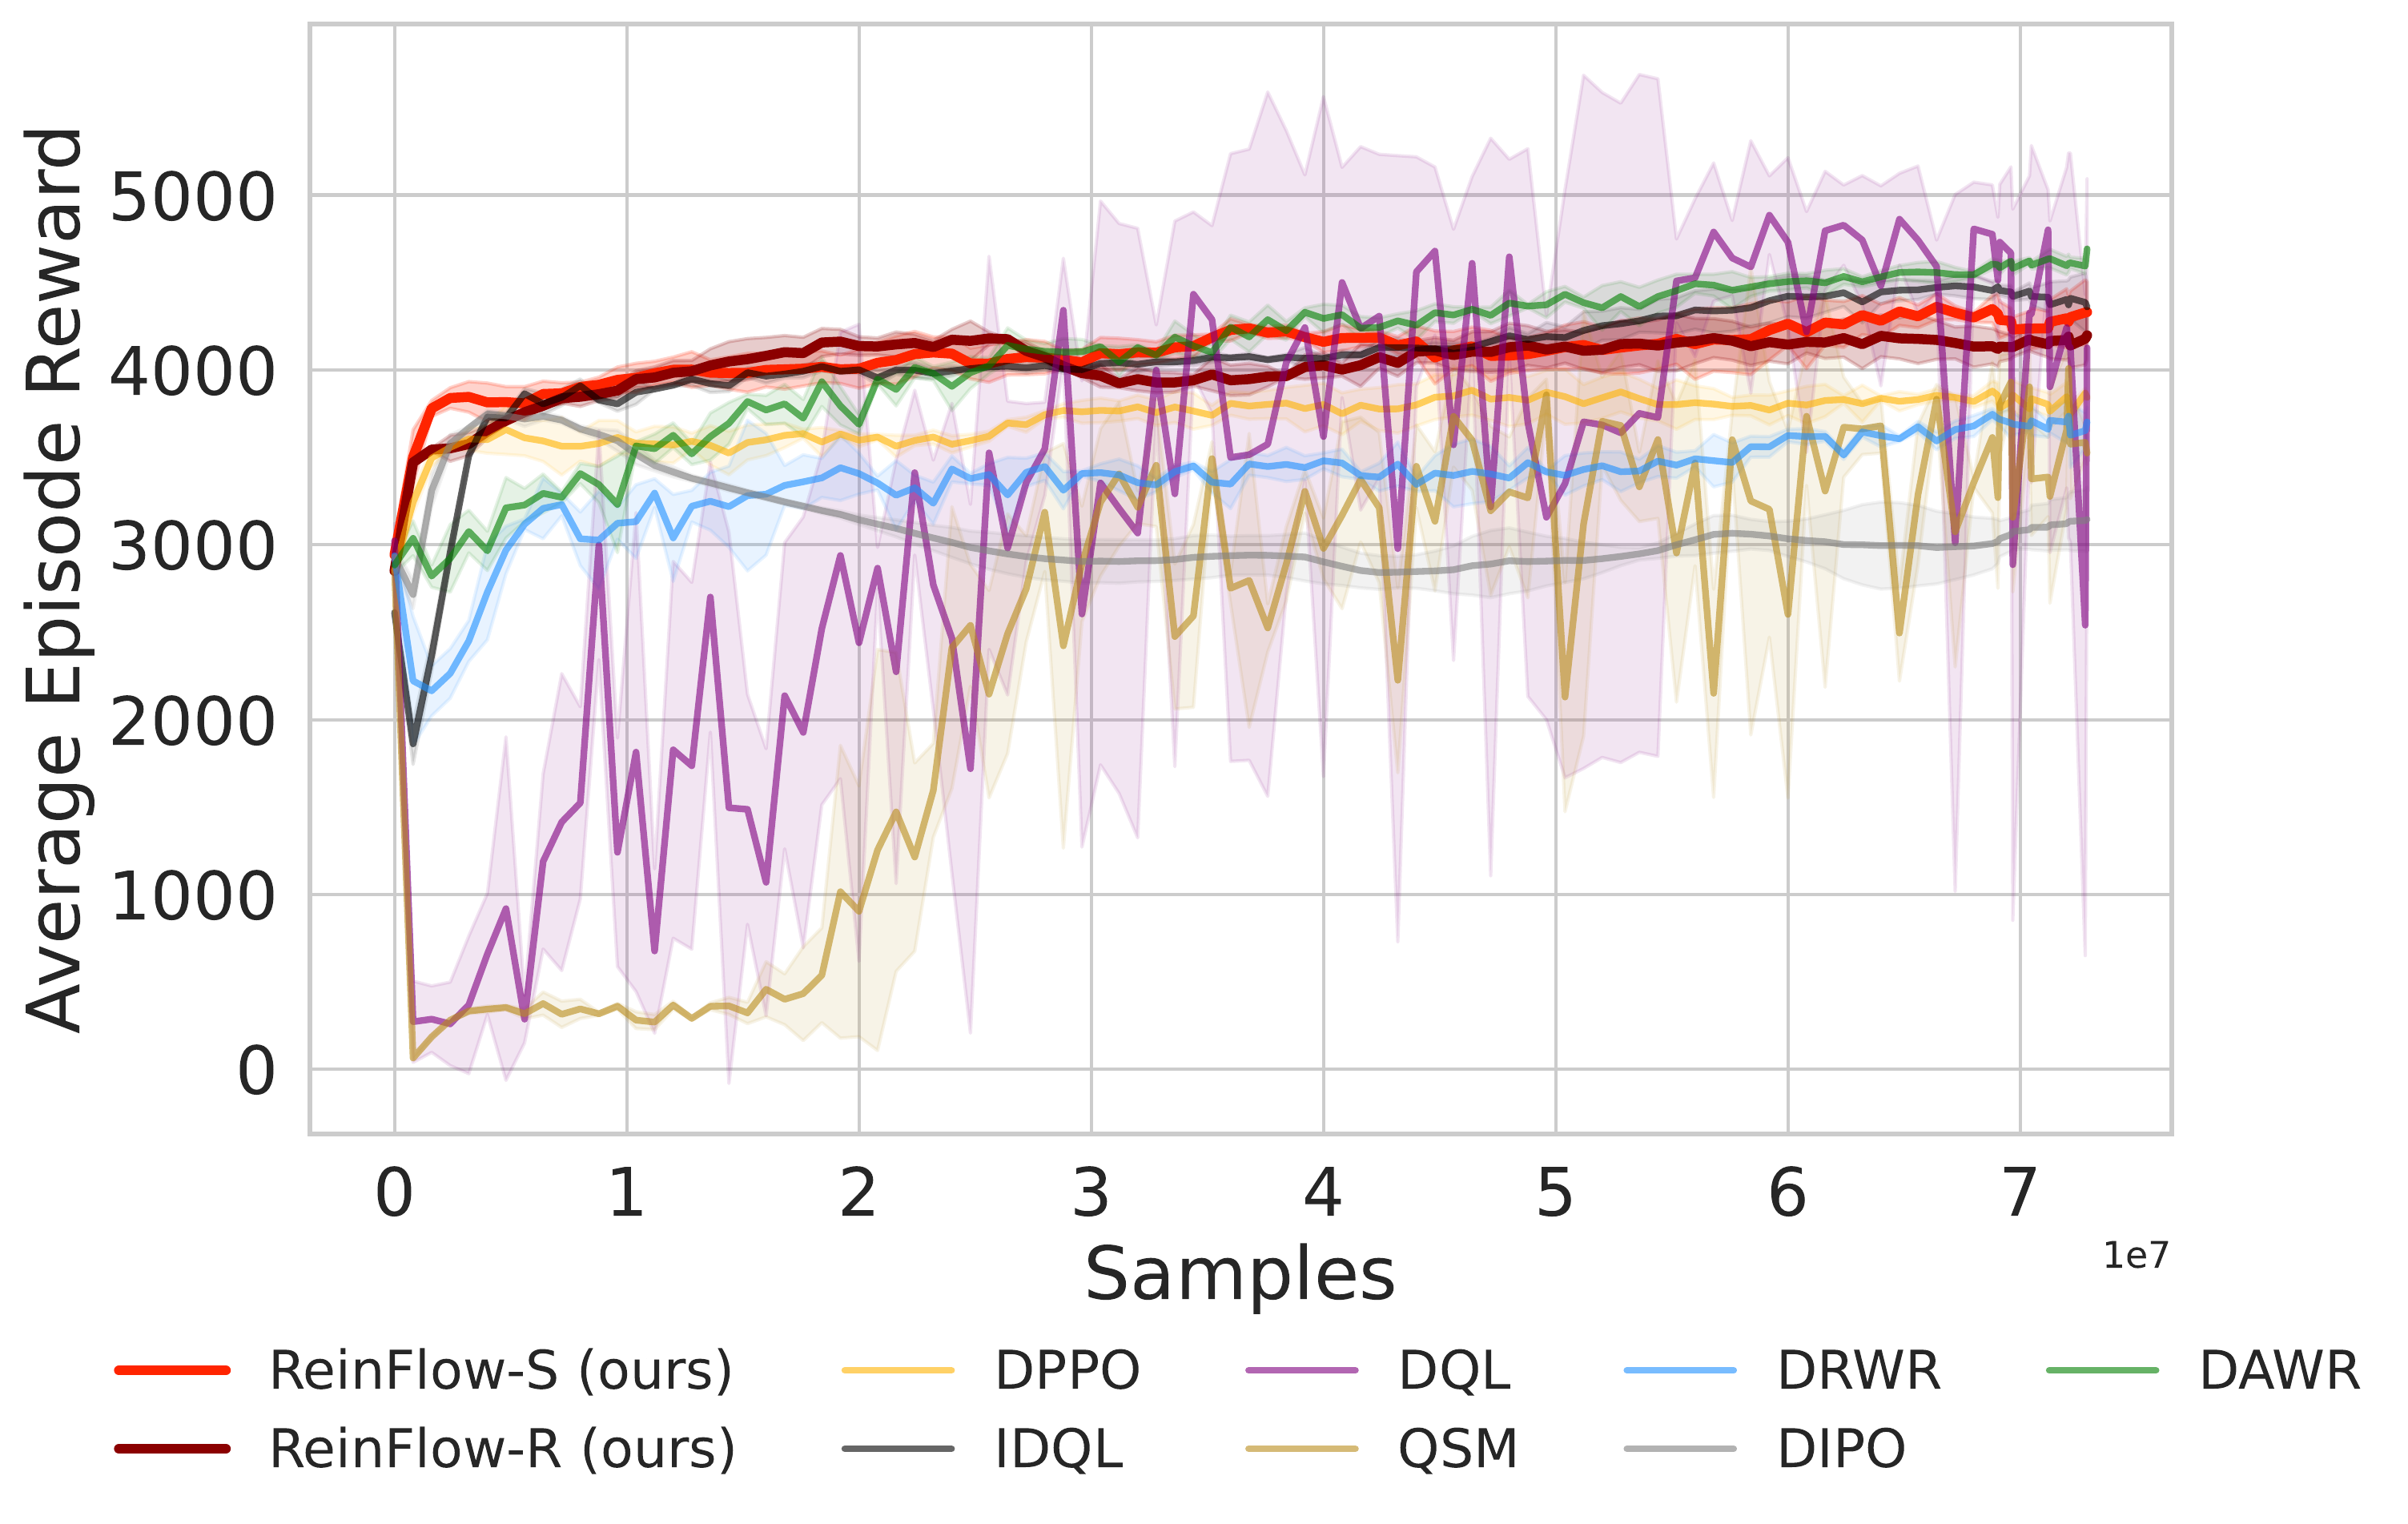 Average Episode Reward
5000
4000
3000
2000
1000
0
0 1 2 3 4 5 6 7
1e7
Samples
ReinFlow-S (ours) DPPO DQL DRWR DAWR
ReinFlow-R (ours) IDQL QSM DIPO